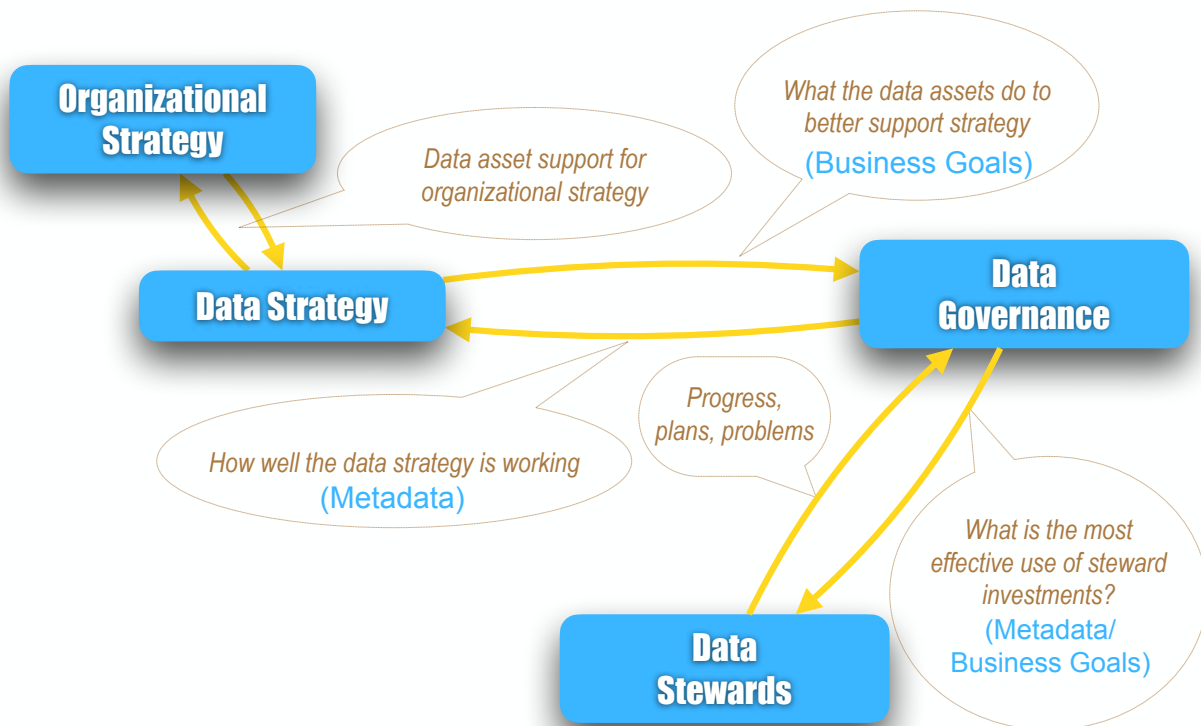 Organizational
Strategy
What the data assets do to
better support strategy
(Business Goals)
Data asset support for
organizational strategy
Data Strategy
Data
Governance
Progress,
plans, problems
How well the data strategy is working
(Metadata)
What is the most
effective use of steward
investments?
(Metadata/
Business Goals)
Data
Stewards